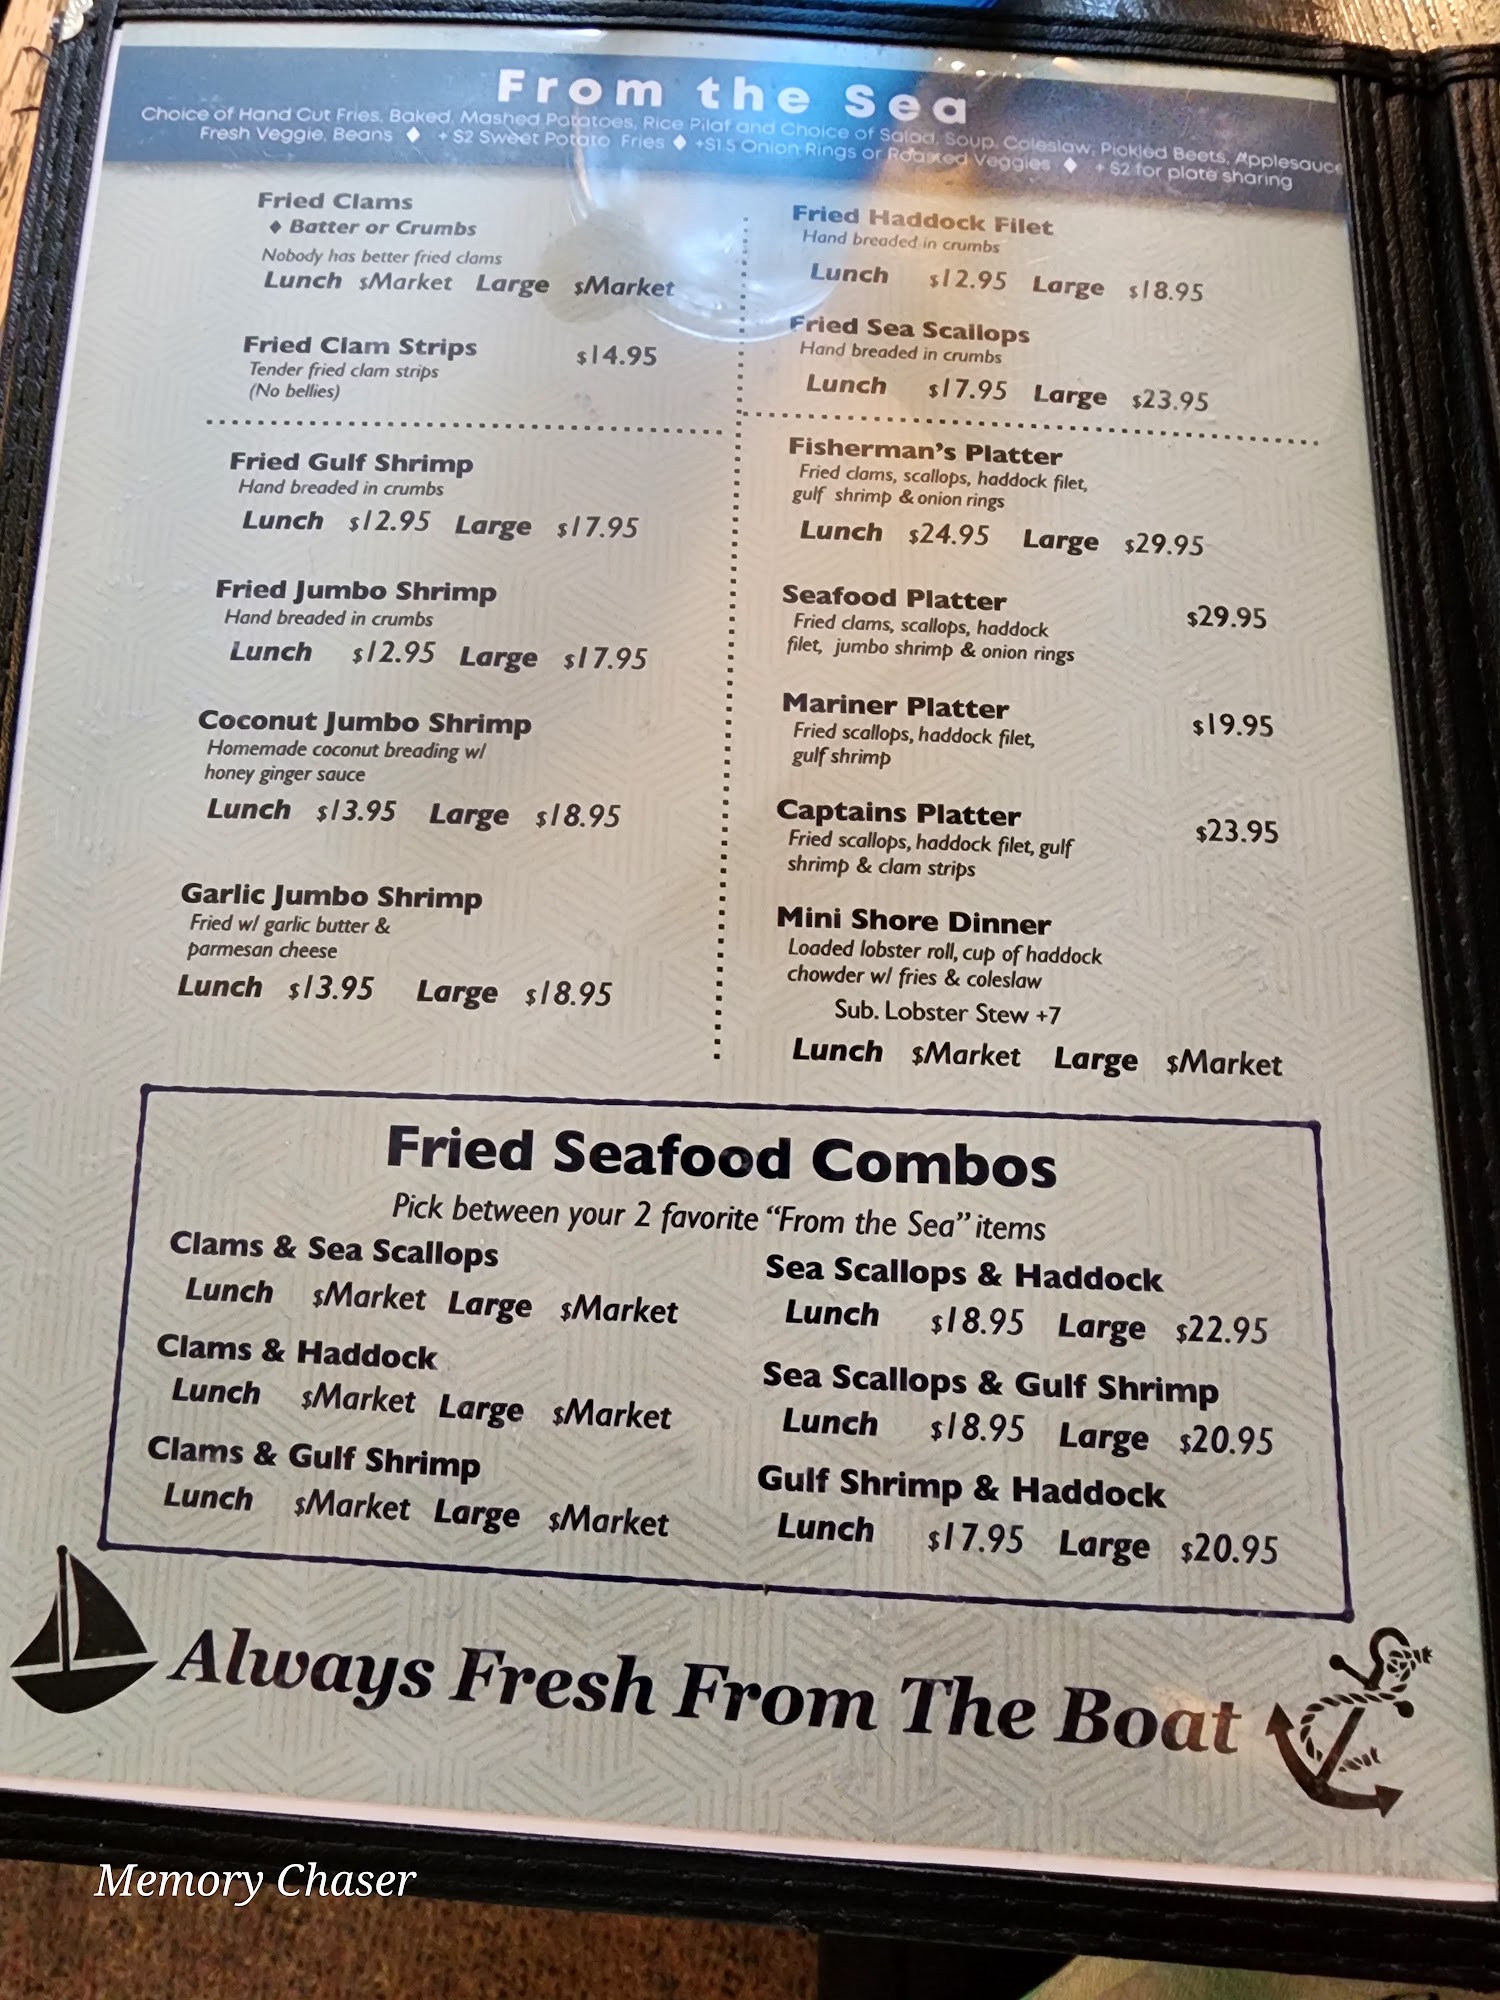 From the Sea
Choice of Hand Cut Fries, Baked, Mashed Potatoes, Rice Pilaf and Choice of Salad, Soup, Coleslaw, Pickled Beets, Applesauce
Fresh Veggie, Beans ♦ + $2 Sweet Potato Fries ♦ +$1.5 Onion Rings or Roasted Veggies ♦ + $2 for plate sharing
Fried Clams
♦ Batter or Crumbs
Nobody has better fried clams
Lunch $Market Large $Market
Fried Clam Strips $14.95
Tender fried clam strips
(No bellies)
Fried Gulf Shrimp
Hand breaded in crumbs
Lunch $12.95 Large $17.95
Fried Jumbo Shrimp
Hand breaded in crumbs
Lunch $12.95 Large $17.95
Coconut Jumbo Shrimp
Homemade coconut breading w/
honey ginger sauce
Lunch $13.95 Large $18.95
Garlic Jumbo Shrimp
Fried w/ garlic butter &
parmesan cheese
Lunch $13.95 Large $18.95
Fried Haddock Filet
Hand breaded in crumbs
Lunch $12.95 Large $18.95
Fried Sea Scallops
Hand breaded in crumbs
Lunch $17.95 Large $23.95
Fisherman's Platter
Fried clams, scallops, haddock filet,
gulf shrimp & onion rings
Lunch $24.95 Large $29.95
Seafood Platter $29.95
Fried clams, scallops, haddock
filet, jumbo shrimp & onion rings
Mariner Platter $19.95
Fried scallops, haddock filet,
gulf shrimp
Captains Platter $23.95
Fried scallops, haddock filet, gulf
shrimp & clam strips
Mini Shore Dinner
Loaded lobster roll, cup of haddock
chowder w/ fries & coleslaw
Sub. Lobster Stew +7
Lunch $Market Large $Market
Fried Seafood Combos
Pick between your 2 favorite “From the Sea” items
Clams & Sea Scallops
Lunch $Market Large $Market
Clams & Haddock
Lunch $Market Large $Market
Clams & Gulf Shrimp
Lunch $Market Large $Market
Sea Scallops & Haddock
Lunch $18.95 Large $22.95
Sea Scallops & Gulf Shrimp
Lunch $18.95 Large $20.95
Gulf Shrimp & Haddock
Lunch $17.95 Large $20.95
Always Fresh From The Boat
Memory Chaser